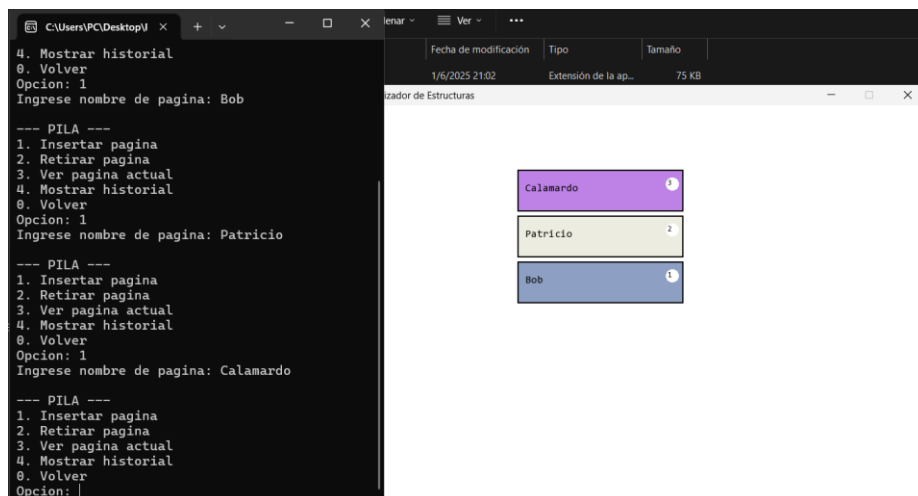 C:\Users\PC\Desktop\
4. Mostrar historial
0. Volver
Opcion: 1
Ingrese nombre de pagina: Bob
--- PILA ---
1. Insertar pagina
2. Retirar pagina
3. Ver pagina actual
4. Mostrar historial
0. Volver
Opcion: 1
Ingrese nombre de pagina: Patricio
--- PILA ---
1. Insertar pagina
2. Retirar pagina
3. Ver pagina actual
4. Mostrar historial
0. Volver
Opcion: 1
Ingrese nombre de pagina: Calamardo
--- PILA ---
1. Insertar pagina
2. Retirar pagina
3. Ver pagina actual
4. Mostrar historial
0. Volver
Opcion:
lenar Ver
Fecha de modificación Tipo Tamaño
1/6/2025 21:02 Extensión de la ap... 75 KB
izador de Estructuras
Calamardo 3
Patricio 2
Bob 1